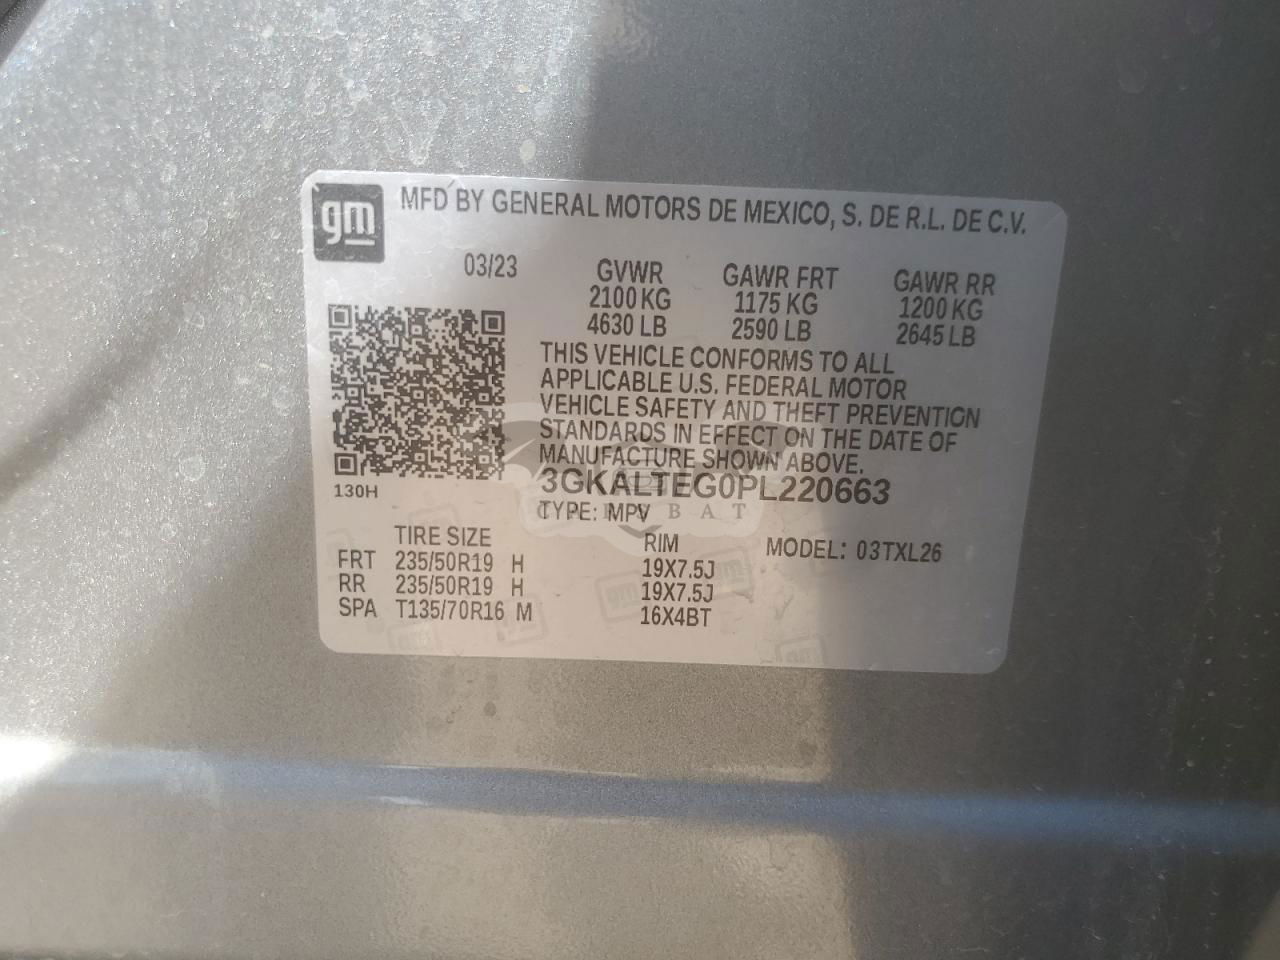 gm
MFD BY GENERAL MOTORS DE MEXICO, S. DE R.L. DE C.V.
03/23 GVWR GAWR FRT GAWR RR
2100 KG 1175 KG 1200 KG
4630 LB 2590 LB 2645 LB
THIS VEHICLE CONFORMS TO ALL
APPLICABLE U.S. FEDERAL MOTOR
VEHICLE SAFETY AND THEFT PREVENTION
STANDARDS IN EFFECT ON THE DATE OF
MANUFACTURE SHOWN ABOVE.
3GKALTEG0PL220663
130H
TYPE: MPV
TIRE SIZE RIM MODEL: 03TXL26
FRT 235/50R19 H 19X7.5J
RR 235/50R19 H 19X7.5J
SPA T135/70R16 M 16X4BT